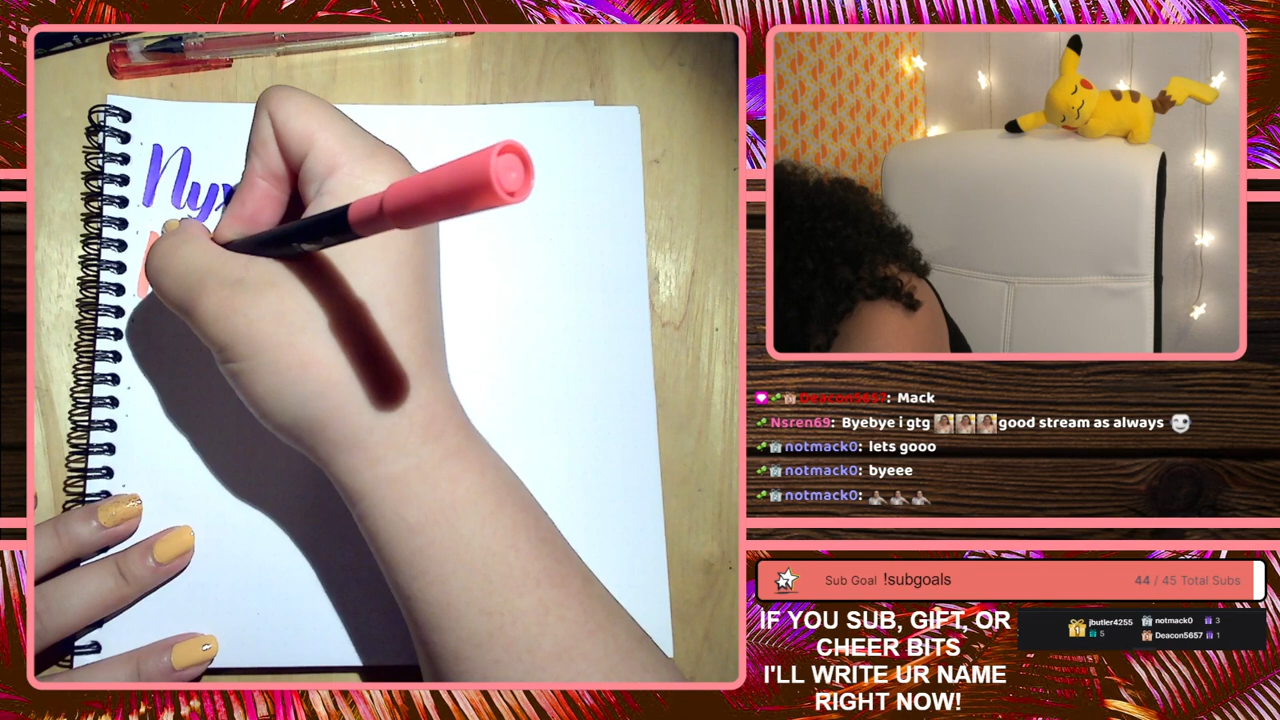 Ny
Deacon5657: Mack
Nsren69: Byebye i gtg good stream as always
notmack0: lets gooo
notmack0: byeee
notmack0:
Sub Goal !subgoals 44 / 45 Total Subs
IF YOU SUB, GIFT, OR
CHEER BITS
I'LL WRITE UR NAME
RIGHT NOW!
1 jbutler4255 5
notmack0 3
Deacon5657 1